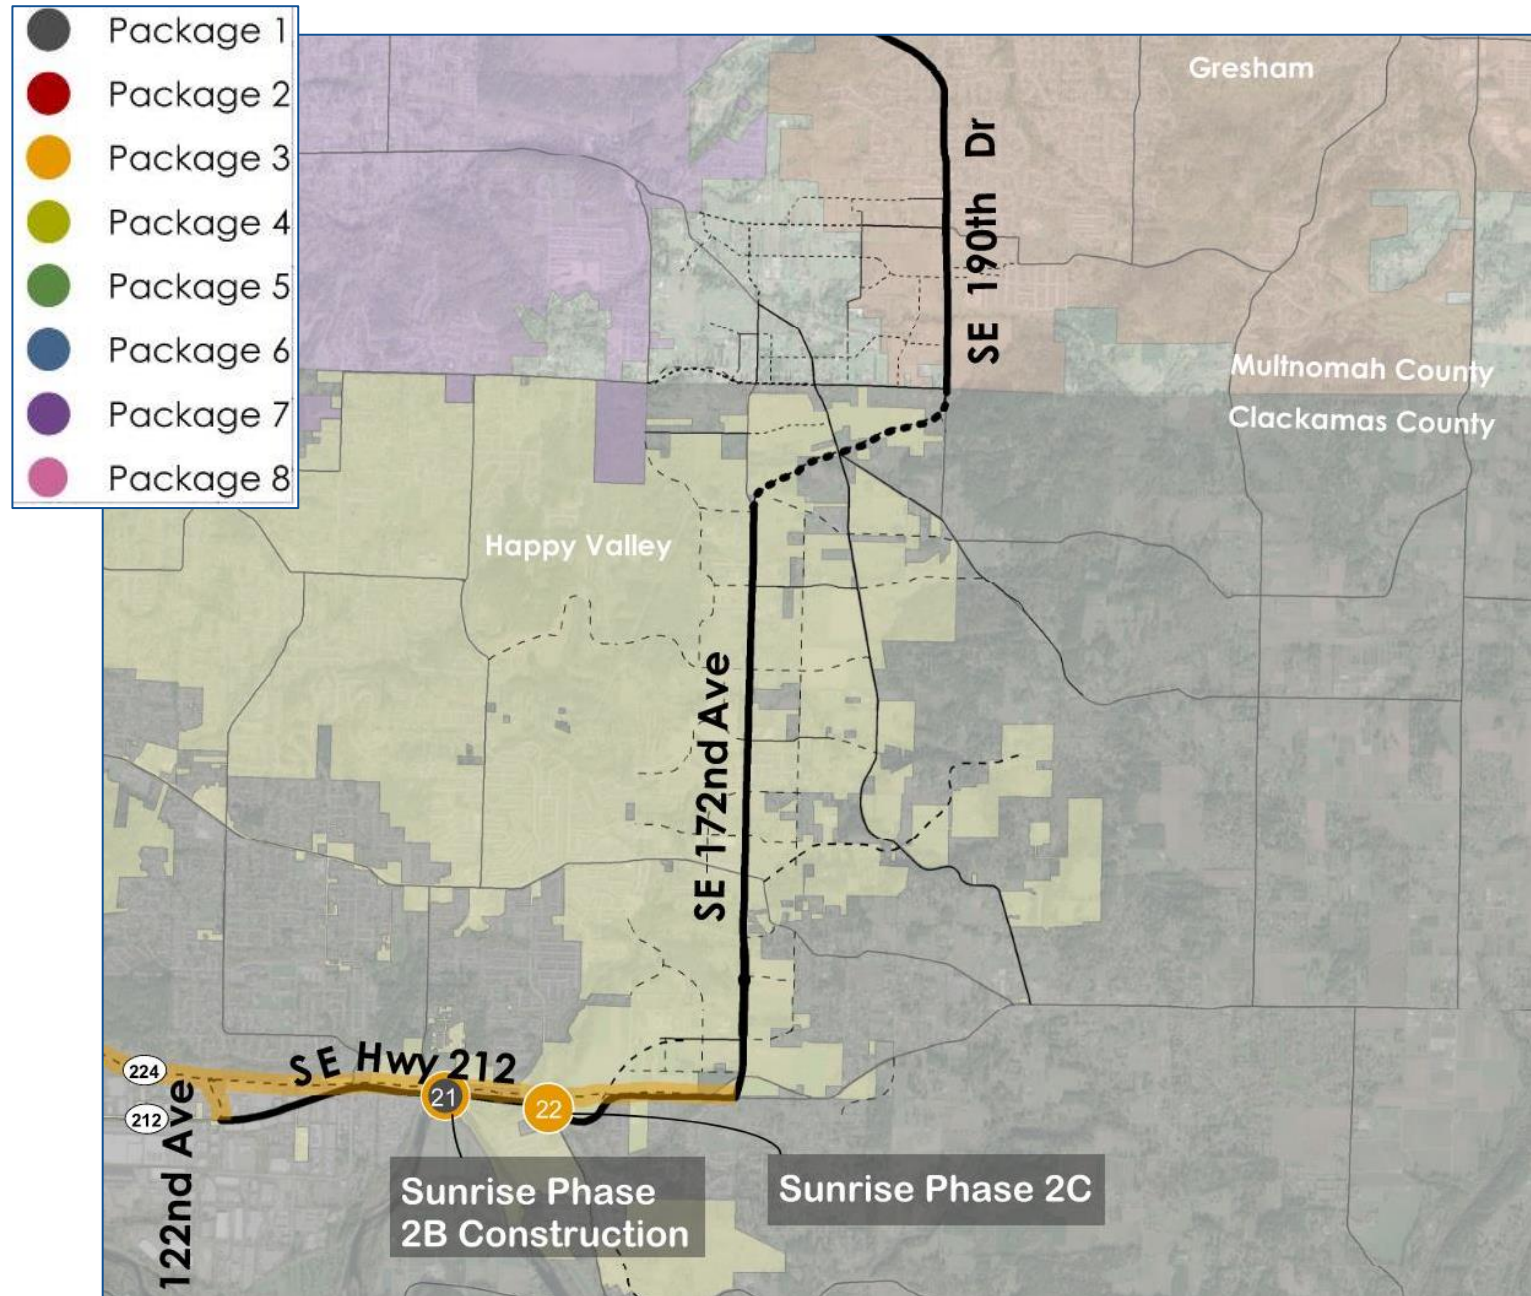 Package 1
Package 2
Package 3
Package 4
Package 5
Package 6
Package 7
Package 8
Gresham
SE 190th Dr
Multnomah County
Clackamas County
Happy Valley
SE 172nd Ave
SE Hwy 212
224
212
122nd Ave
21
22
Sunrise Phase
2B Construction
Sunrise Phase 2C